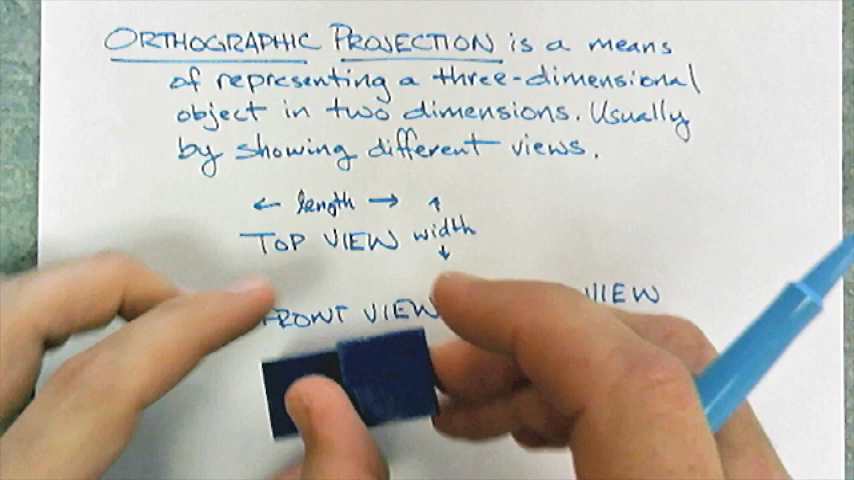 ORTHOGRAPHIC PROJECTION is a means
of representing a three-dimensional
object in two dimensions. Usually
by showing different views.
← length → ↑
TOP VIEW width
↓
FRONT VIEW VIEW